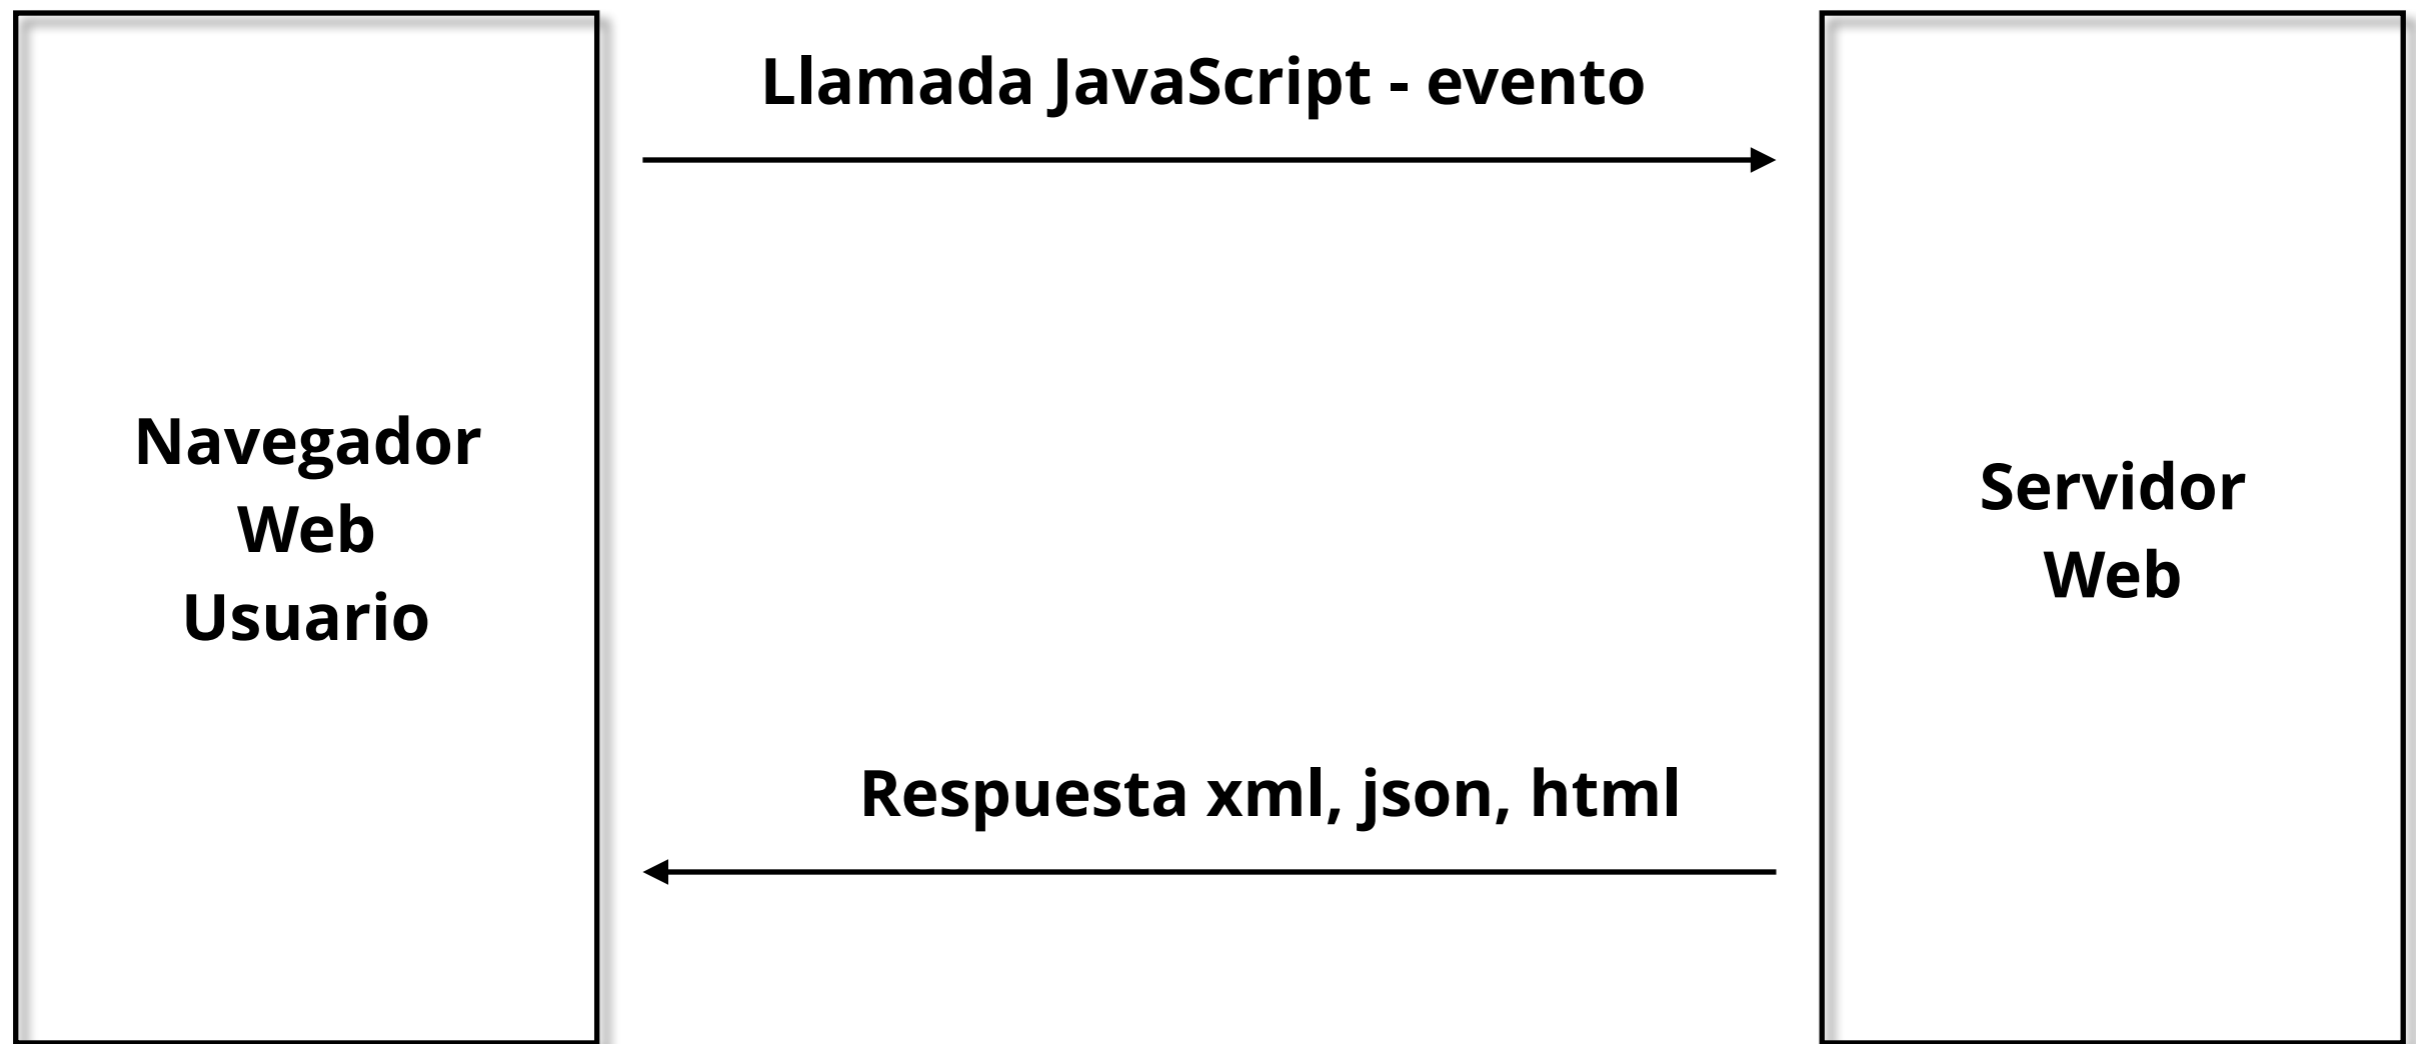 Llamada JavaScript - evento
Navegador
Web
Usuario
Servidor
Web
Respuesta xml, json, html